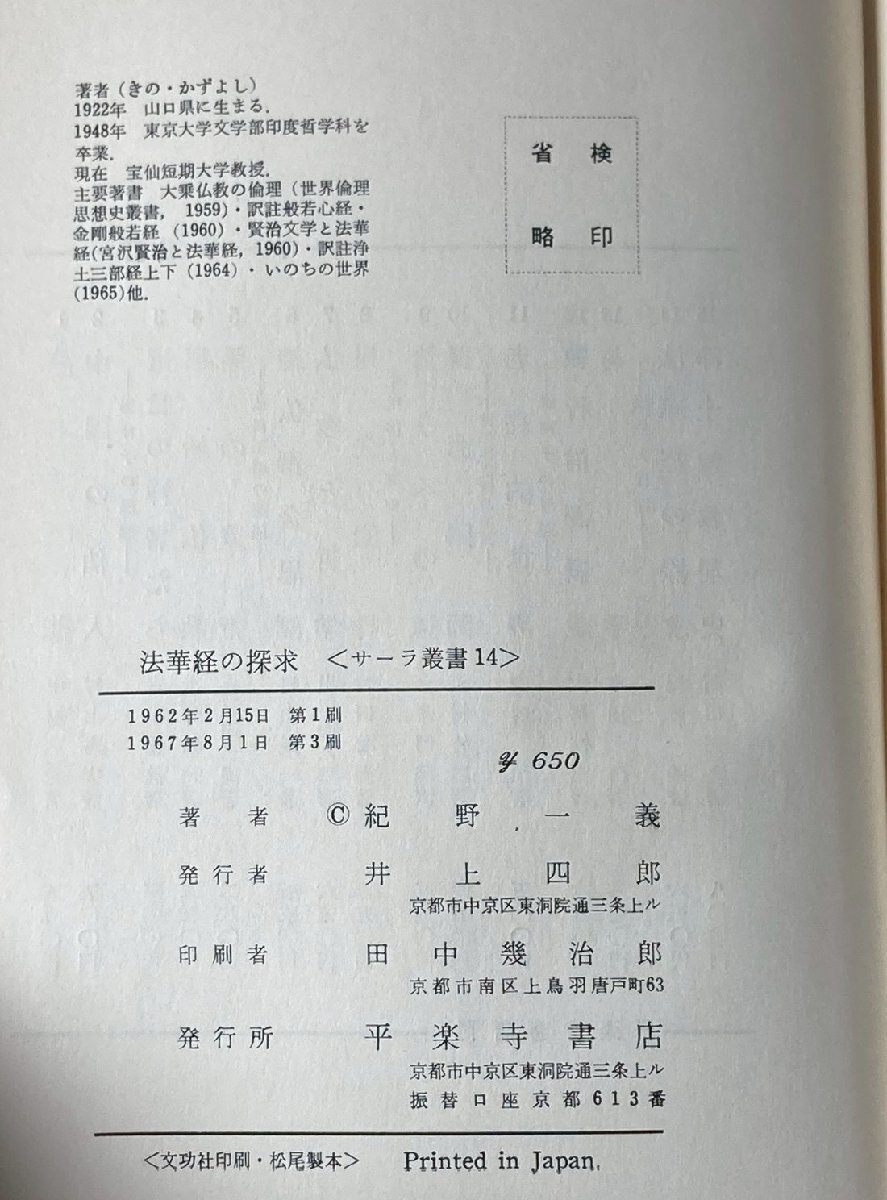 著者(きの・かずよし)
1922年 山口県に生まる.
1948年 東京大学文学部印度哲学科を
卒業.
現在 宝仙短期大学教授.
主要著書 大乗仏教の倫理(世界倫理
思想史叢書, 1959)・訳註般若心経・
金剛般若経(1960)・賢治文学と法華
経(宮沢賢治と法華経, 1960)・訳註浄
土三部経上下(1964)・いのちの世界
(1965)他.
検印
省略
法華経の探求 <サーラ叢書14>
1962年2月15日 第1刷
1967年8月1日 第3刷
¥ 650
著者 ©紀野一義
発行者 井上四郎
京都市中京区東洞院通三条上ル
印刷者 田中幾治郎
京都市南区上鳥羽唐戸町63
発行所 平楽寺書店
京都市中京区東洞院通三条上ル
振替口座京都613番
<文功社印刷・松尾製本> Printed in Japan.